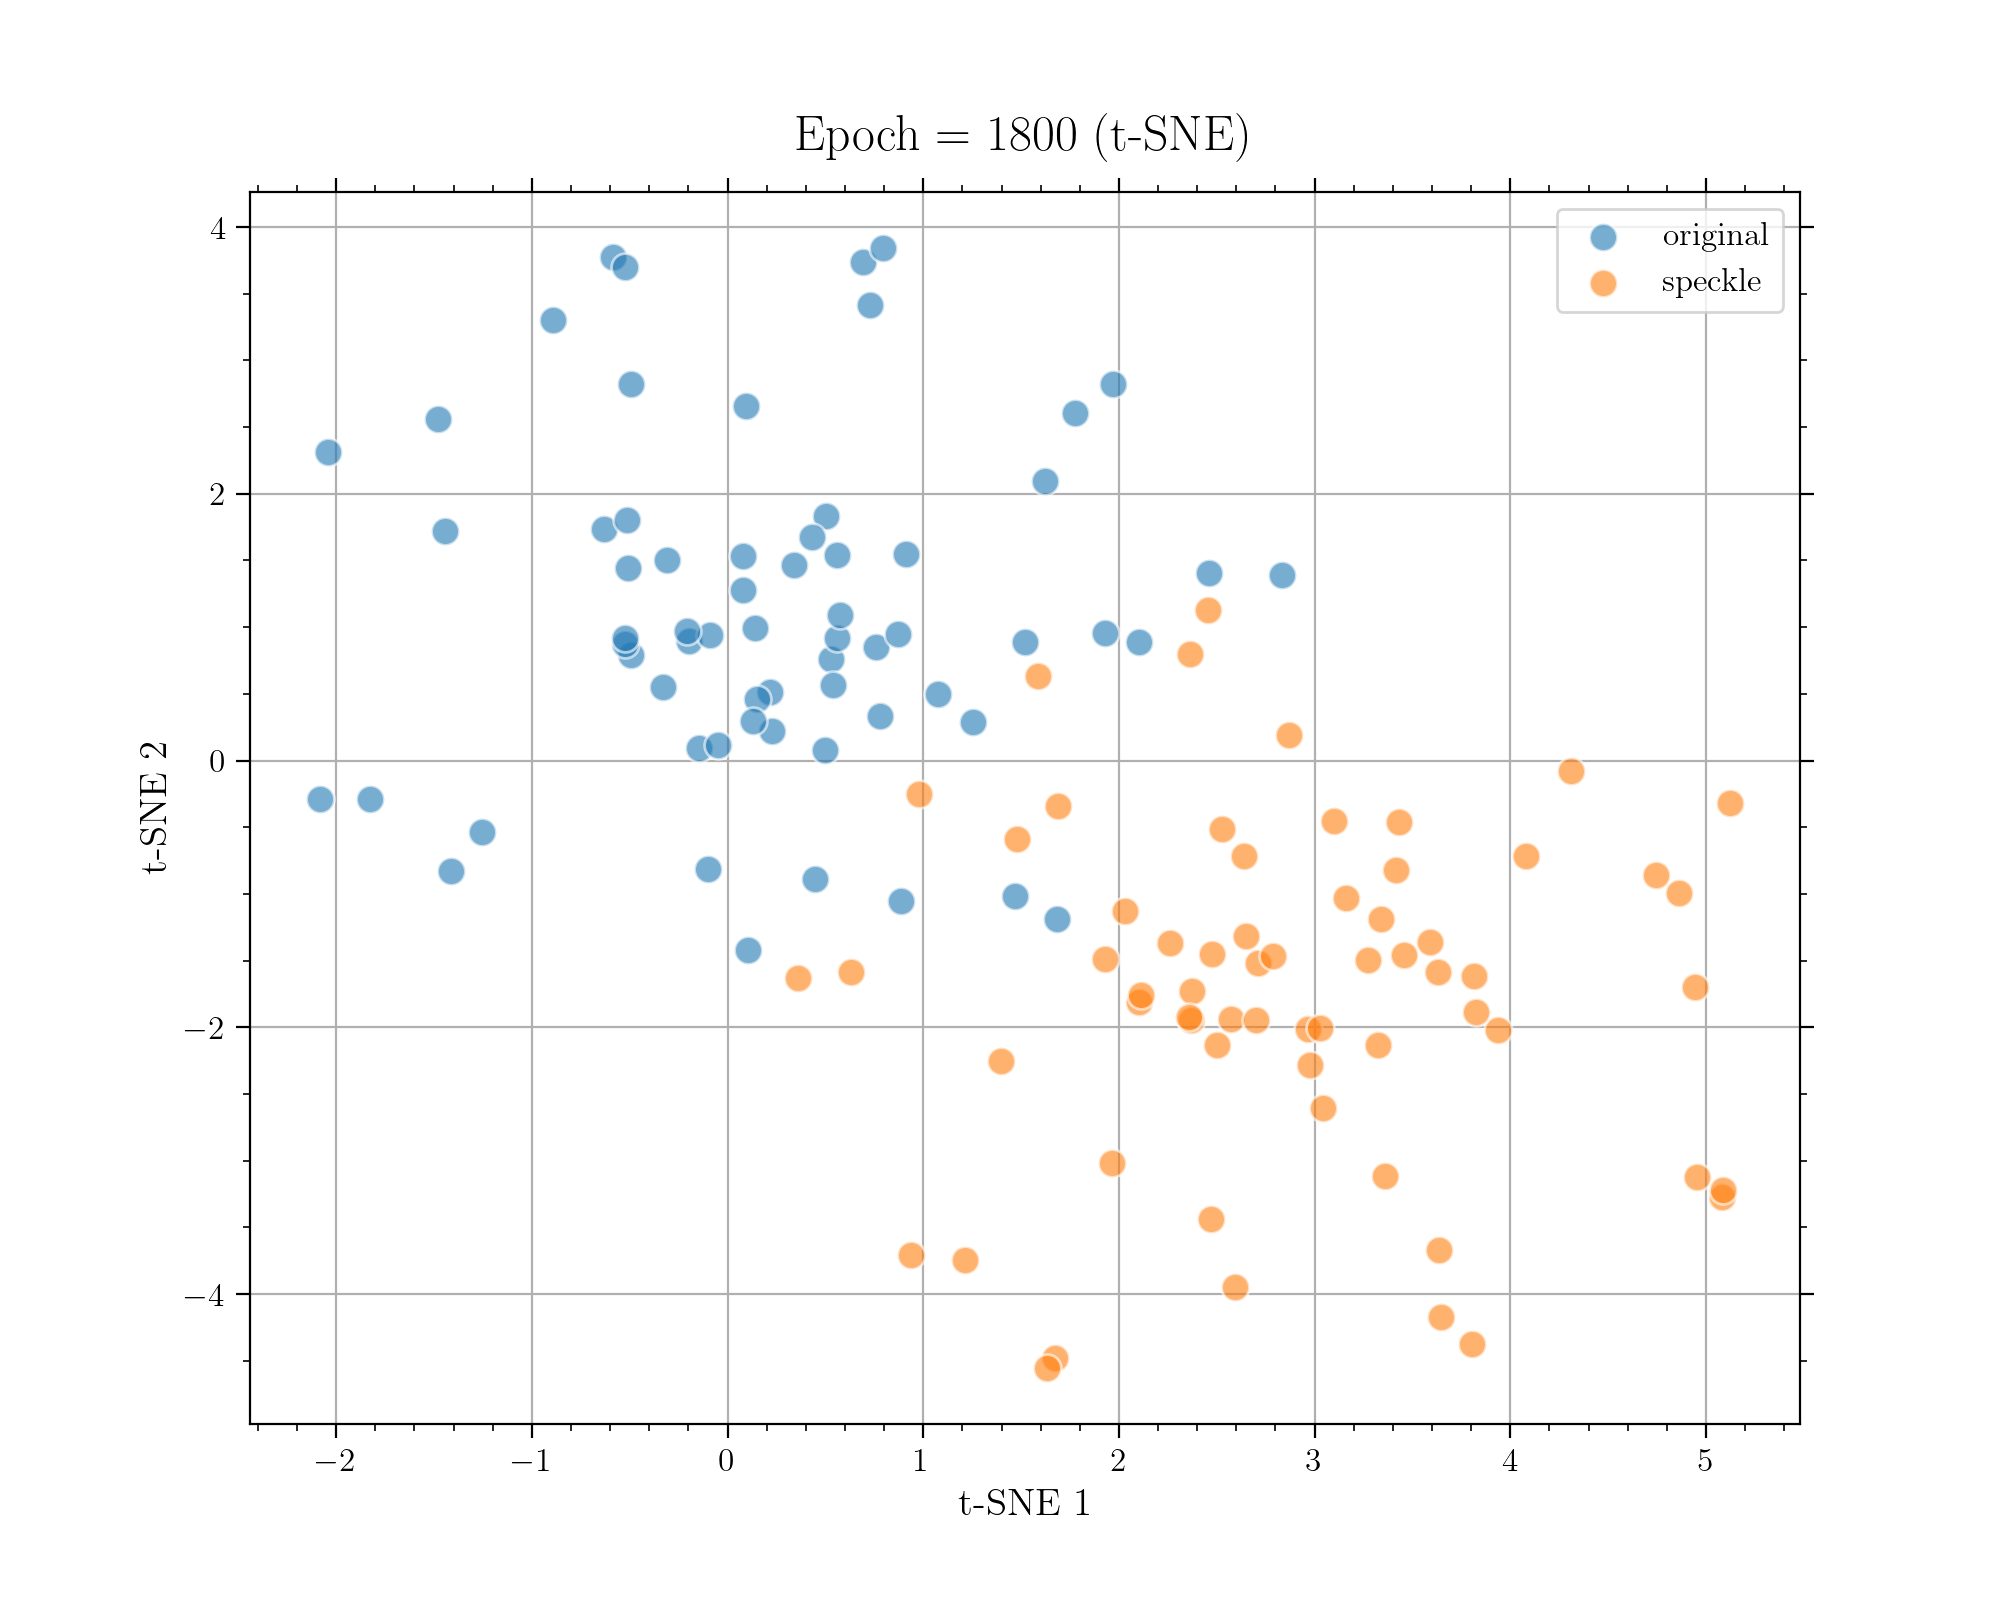 Epoch = 1800 (t-SNE)
original
speckle
4
2
0
−2
−4
t-SNE 2
−2 −1 0 1 2 3 4 5
t-SNE 1